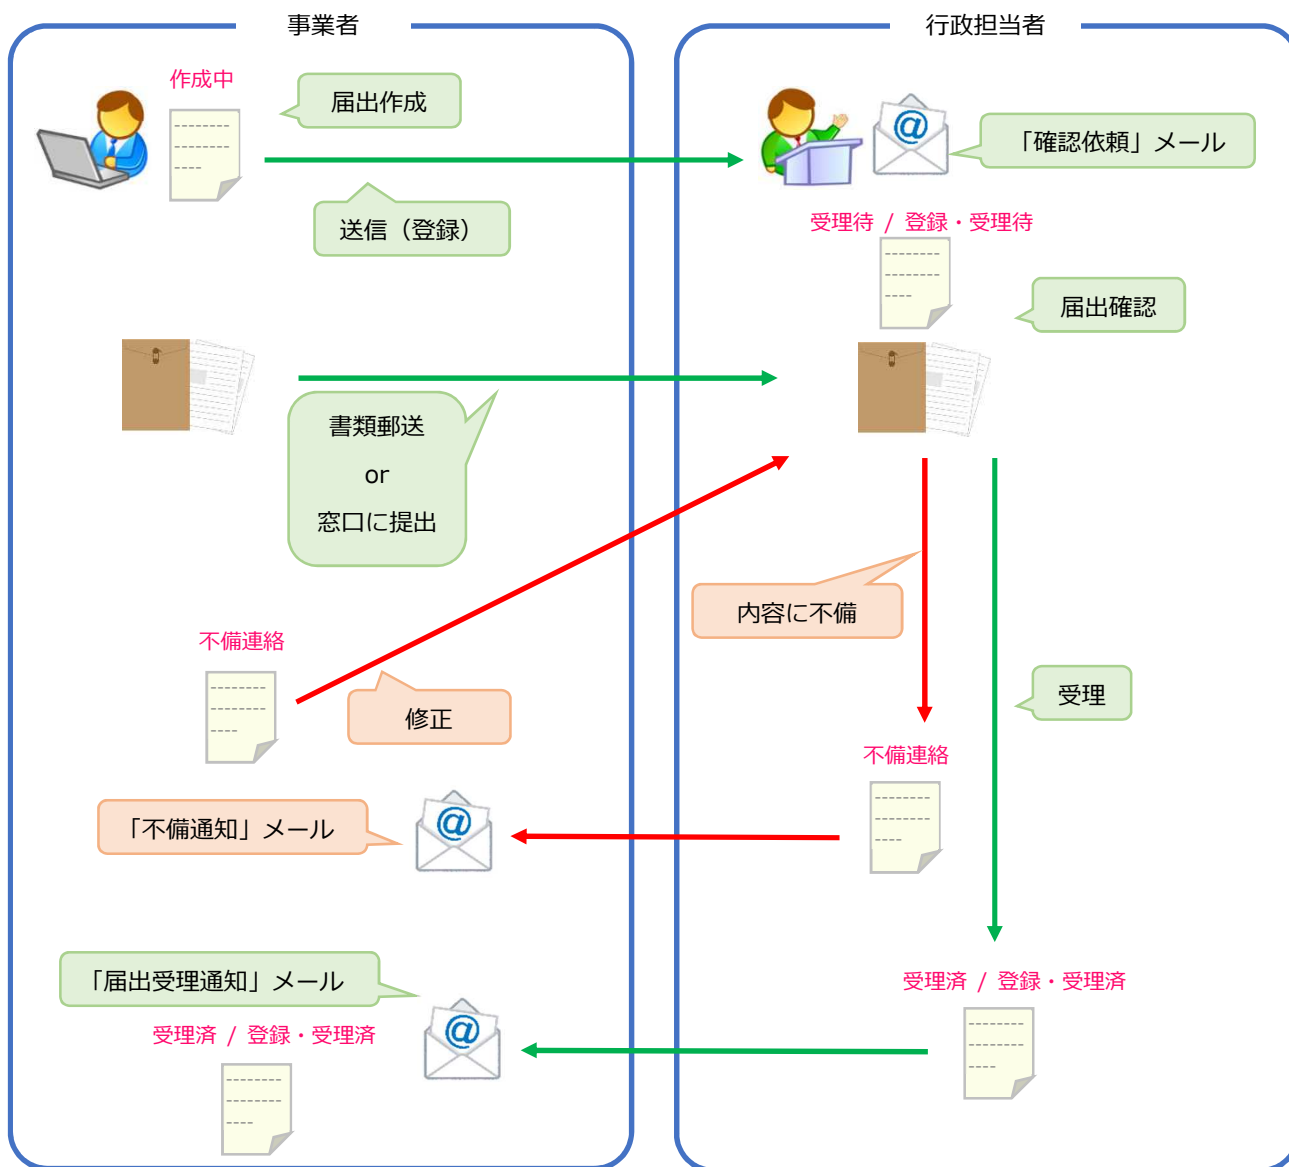 事業者
行政担当者
作成中
届出作成
「確認依頼」メール
送信（登録）
受理待 / 登録・受理待
届出確認
書類郵送
or
窓口に提出
内容に不備
不備連絡
修正
受理
不備連絡
「不備通知」メール
「届出受理通知」メール
受理済 / 登録・受理済
受理済 / 登録・受理済